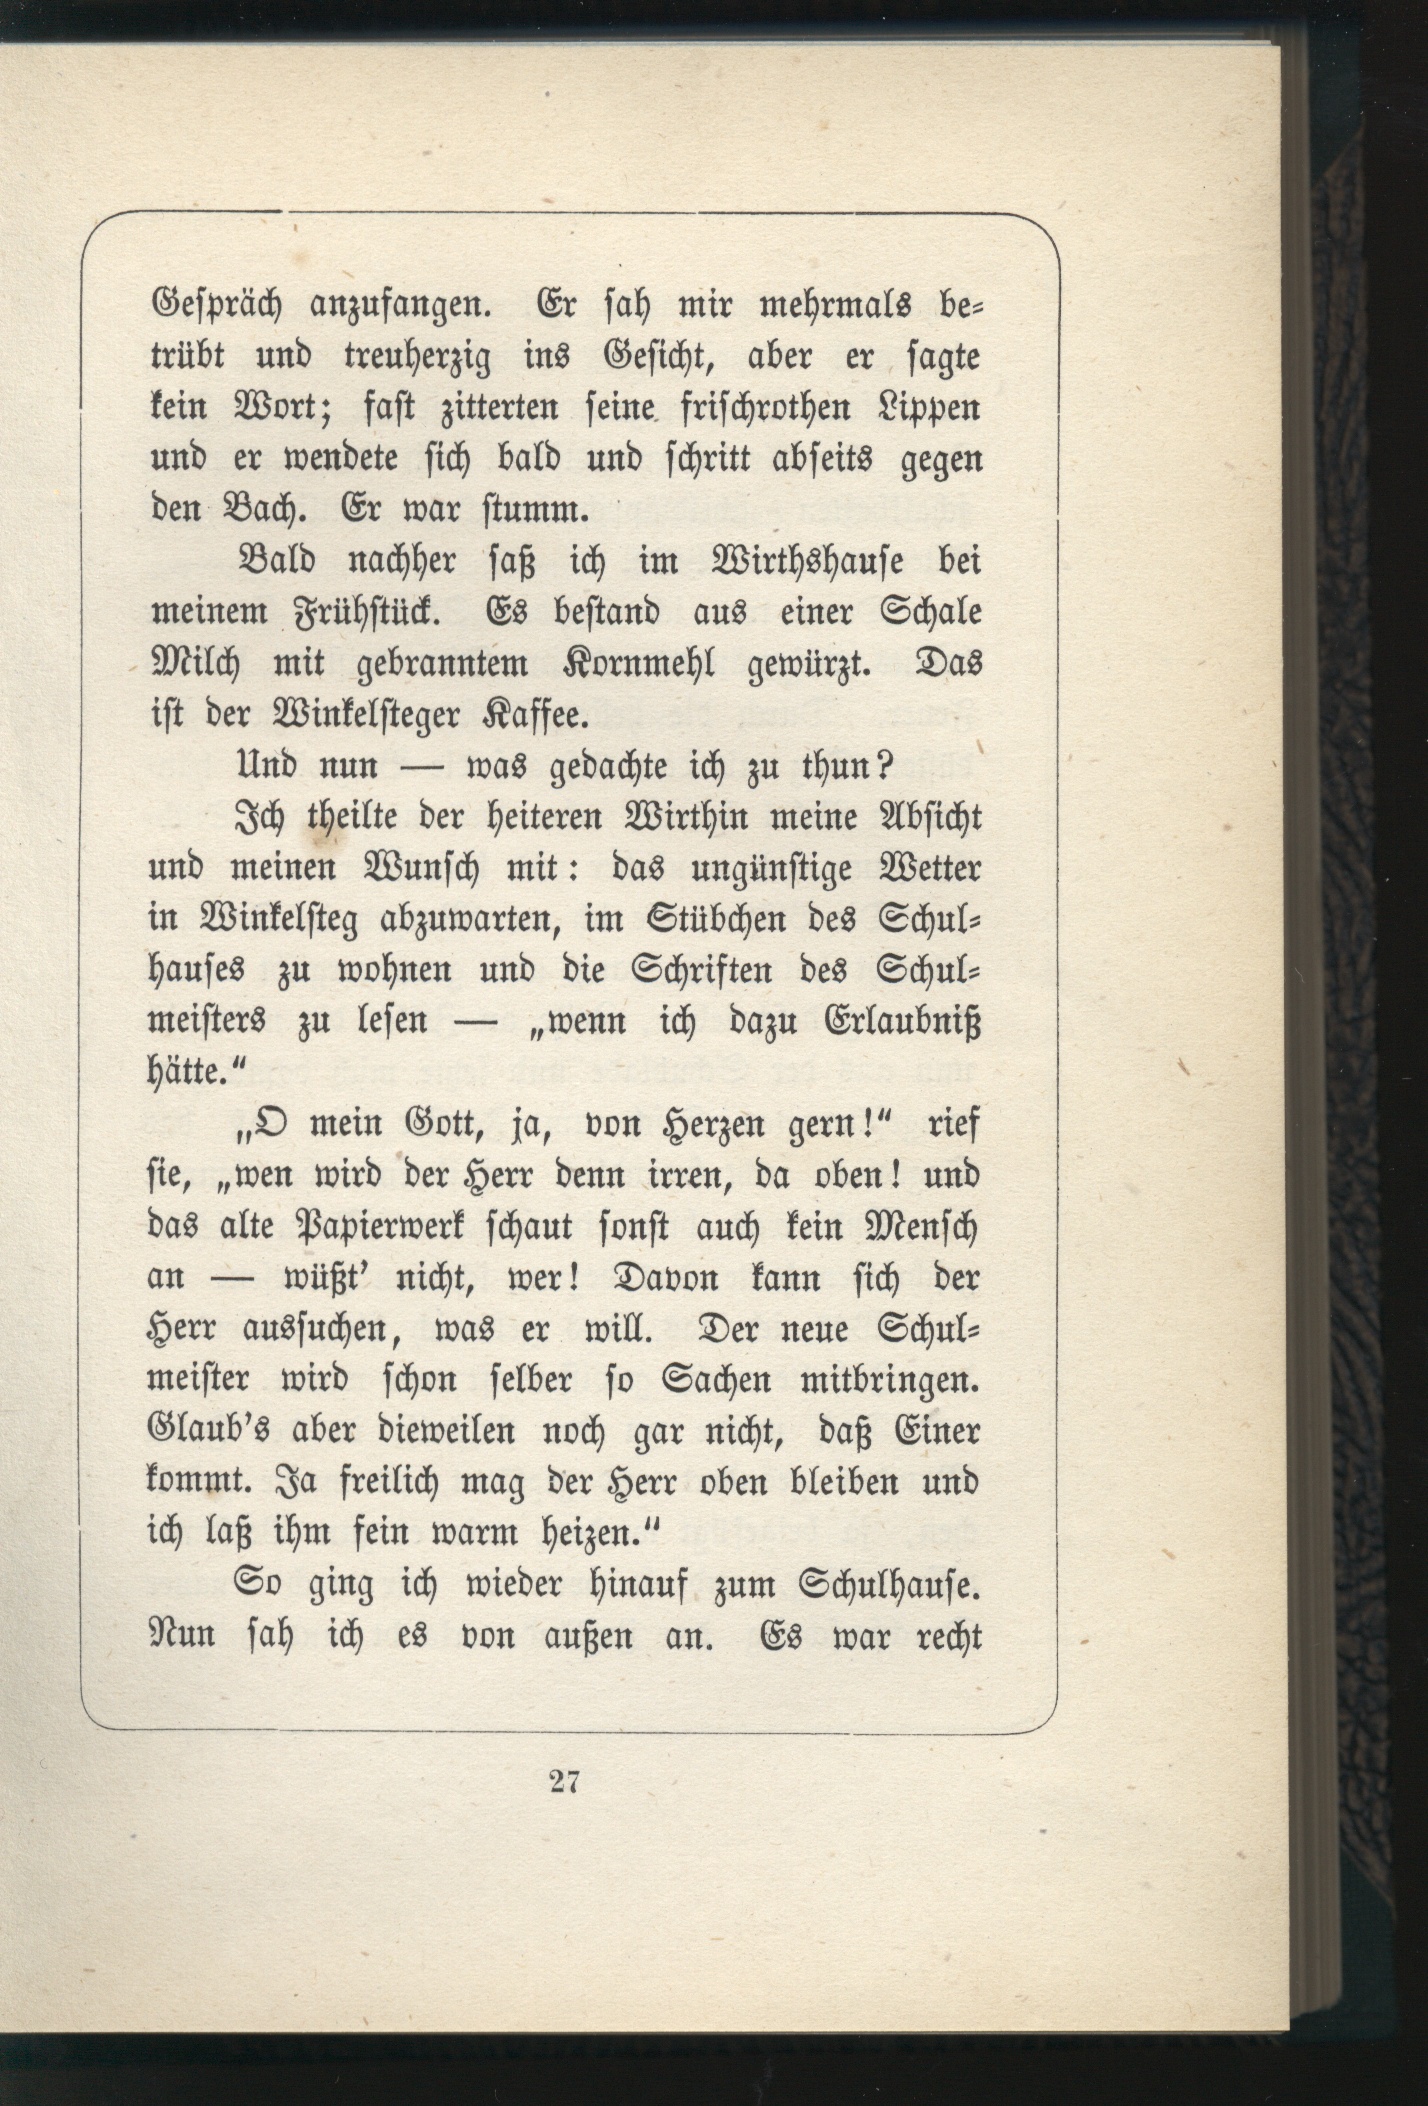 Gespräch anzufangen. Er sah mir mehrmals be-
trübt und treuherzig ins Gesicht, aber er sagte
kein Wort; fast zitterten seine frischrothen Lippen
und er wendete sich bald und schritt abseits gegen
den Bach. Er war stumm.
Bald nachher saß ich im Wirthshause bei
meinem Frühstück. Es bestand aus einer Schale
Milch mit gebranntem Kornmehl gewürzt. Das
ist der Winkelsteger Kaffee.
Und nun — was gedachte ich zu thun?
Ich theilte der heiteren Wirthin meine Absicht
und meinen Wunsch mit: das ungünstige Wetter
in Winkelsteg abzuwarten, im Stübchen des Schul-
hauses zu wohnen und die Schriften des Schul-
meisters zu lesen — „wenn ich dazu Erlaubniß
hätte.“
„O mein Gott, ja, von Herzen gern!“ rief
sie, „wen wird der Herr denn irren, da oben! und
das alte Papierwerk schaut sonst auch kein Mensch
an — wüßt’ nicht, wer! Davon kann sich der
Herr aussuchen, was er will. Der neue Schul-
meister wird schon selber so Sachen mitbringen.
Glaub’s aber dieweilen noch gar nicht, daß Einer
kommt. Ja freilich mag der Herr oben bleiben und
ich laß ihm fein warm heizen.“
So ging ich wieder hinauf zum Schulhause.
Nun sah ich es von außen an. Es war recht
27